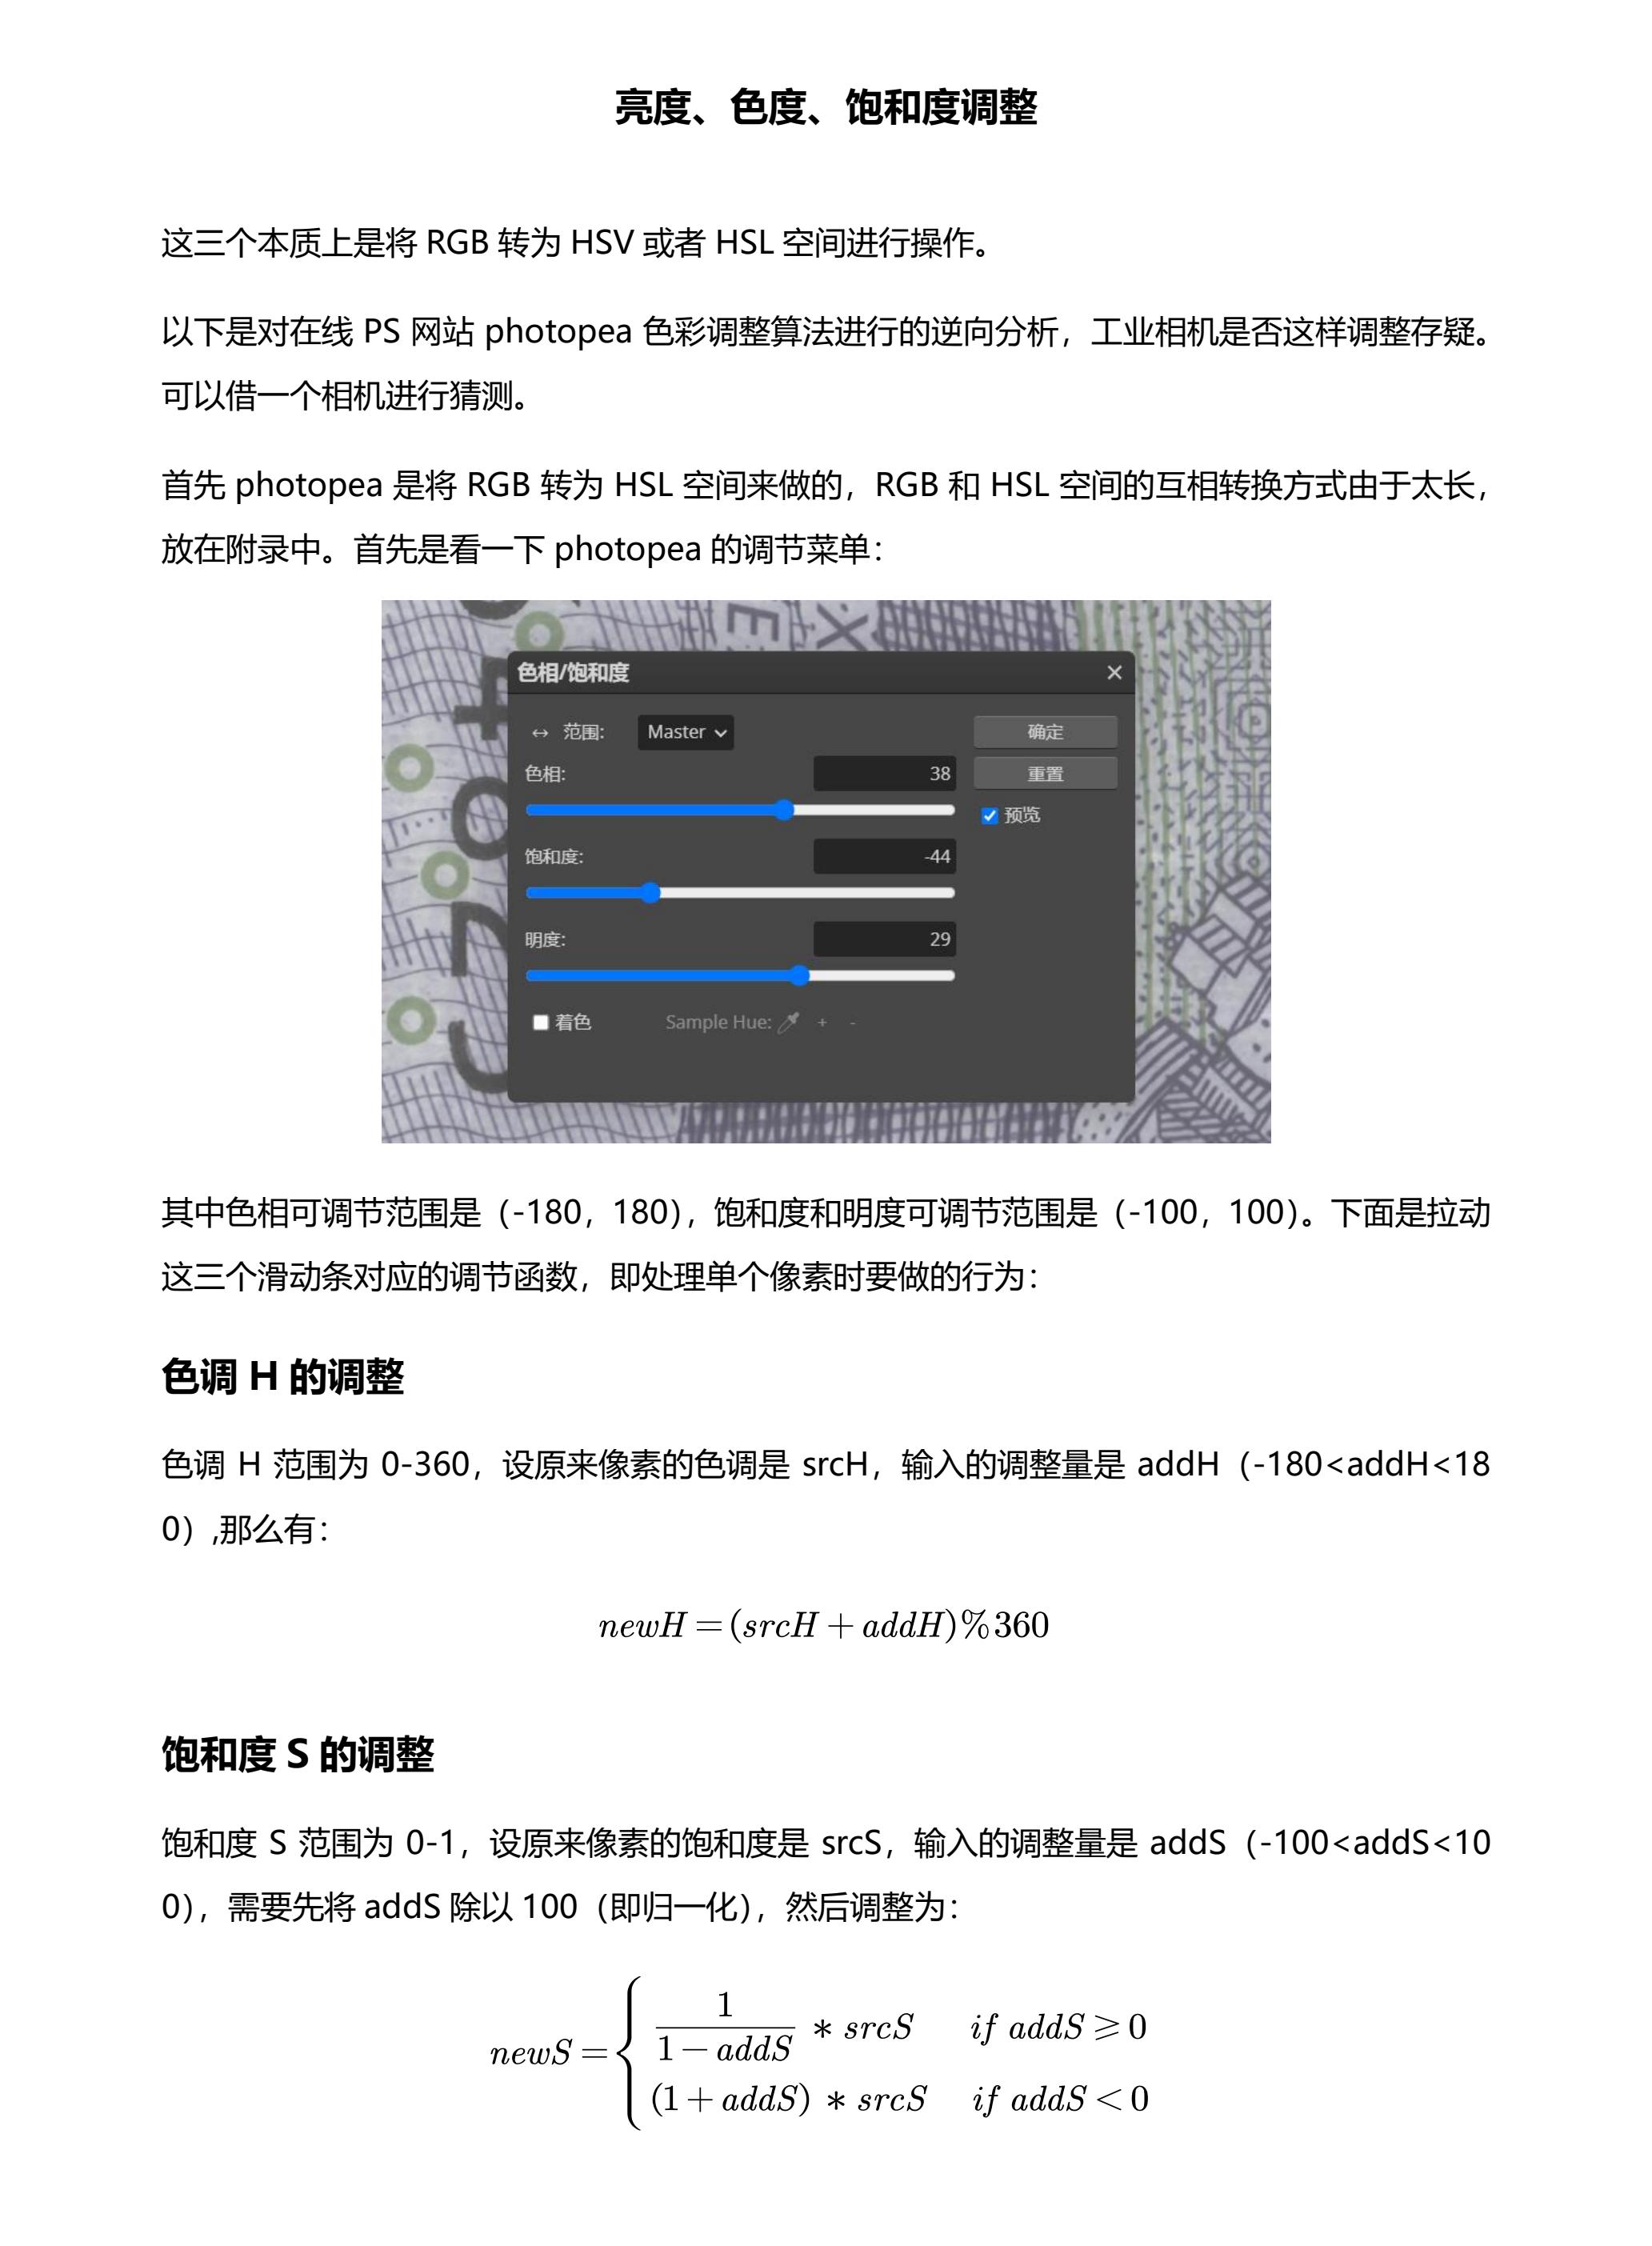 亮度、色度、饱和度调整
这三个本质上是将 RGB 转为 HSV 或者 HSL 空间进行操作。
以下是对在线 PS 网站 photopea 色彩调整算法进行的逆向分析，工业相机是否这样调整存疑。
可以借一个相机进行猜测。
首先 photopea 是将 RGB 转为 HSL 空间来做的，RGB 和 HSL 空间的互相转换方式由于太长，
放在附录中。首先是看一下 photopea 的调节菜单：
色相/饱和度
↔ 范围: Master 确定
色相: 38 重置
预览
饱和度: -44
明度: 29
着色 Sample Hue: + -
其中色相可调节范围是（-180，180），饱和度和明度可调节范围是（-100，100）。下面是拉动
这三个滑动条对应的调节函数，即处理单个像素时要做的行为：
色调 H 的调整
色调 H 范围为 0-360，设原来像素的色调是 srcH，输入的调整量是 addH（-180<addH<18
0）,那么有：
newH = (srcH + addH)%360
饱和度 S 的调整
饱和度 S 范围为 0-1，设原来像素的饱和度是 srcS，输入的调整量是 addS（-100<addS<10
0），需要先将 addS 除以 100（即归一化），然后调整为：
newS = { 1/(1 − addS) * srcS if addS ⩾ 0
(1 + addS) * srcS if addS < 0